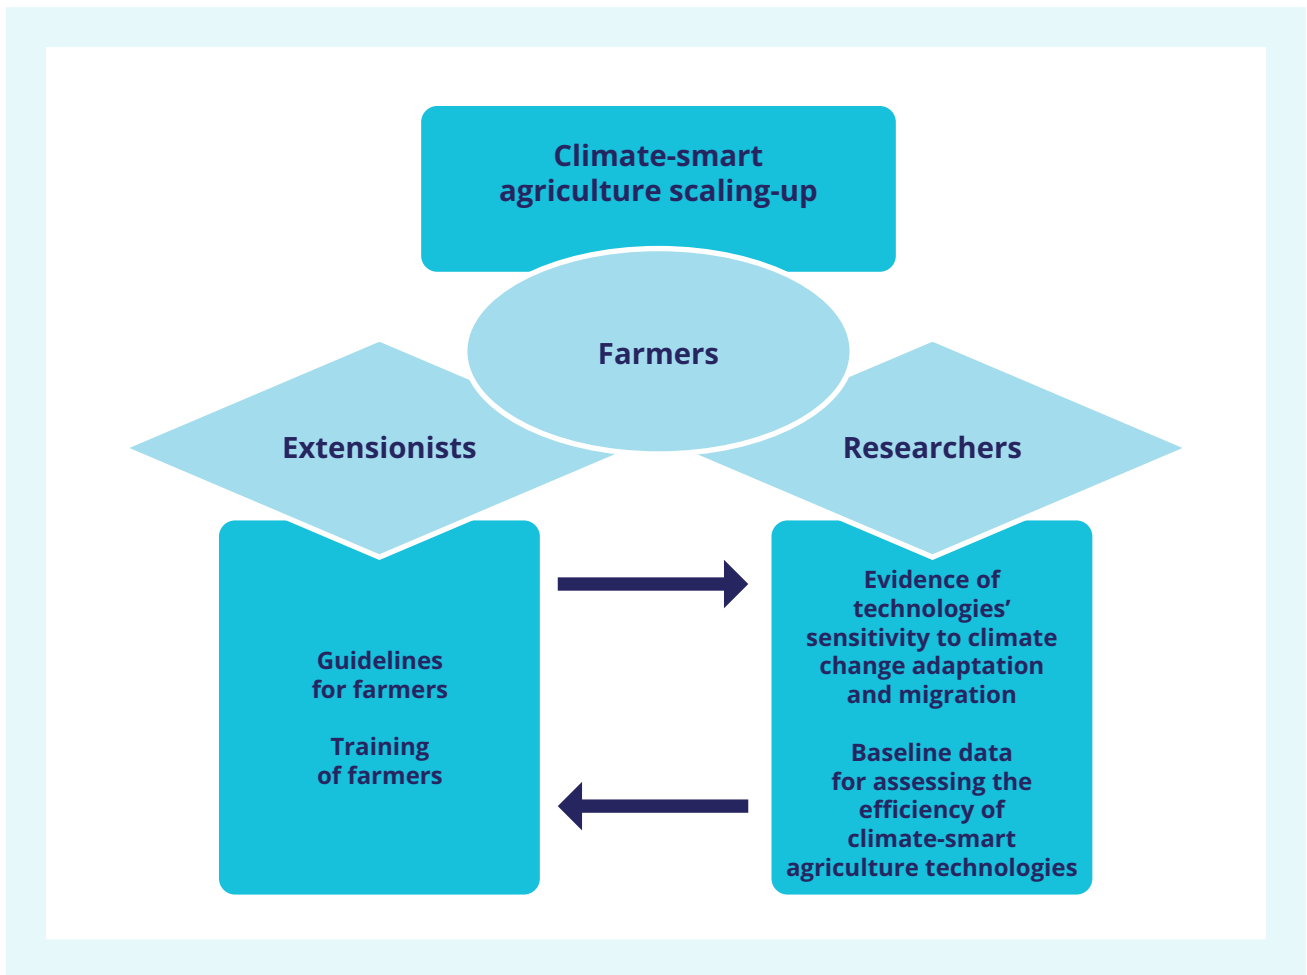 Climate-smart
agriculture scaling-up
Farmers
Extensionists
Researchers
Guidelines
for farmers
Training
of farmers
Evidence of
technologies’
sensitivity to climate
change adaptation
and migration
Baseline data
for assessing the
efficiency of
climate-smart
agriculture technologies